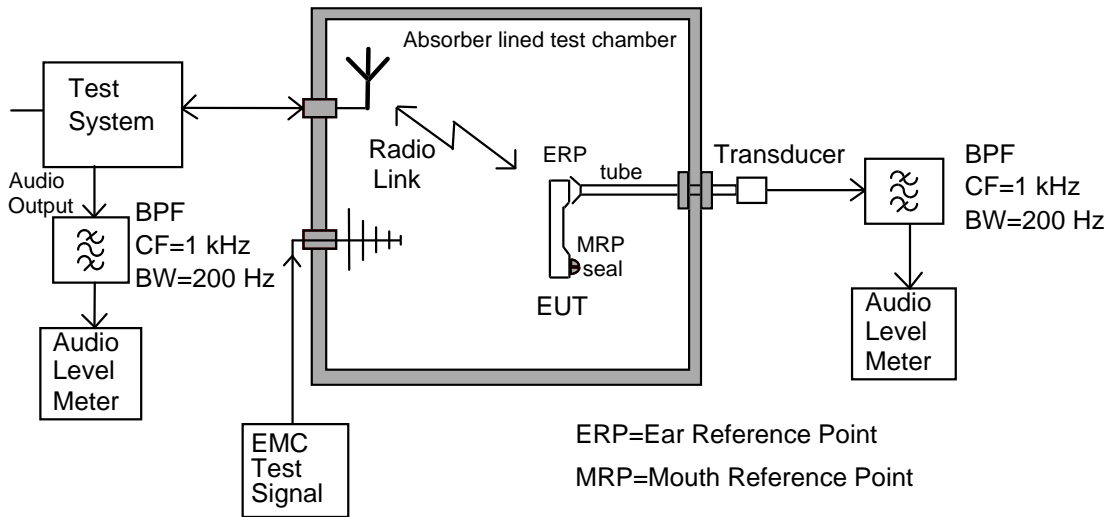 Absorber lined test chamber
Test
System
Radio
Link
Audio
Output
BPF
CF=1 kHz
BW=200 Hz
Audio
Level
Meter
EMC
Test
Signal
ERP
tube
MRP
seal
EUT
Transducer
BPF
CF=1 kHz
BW=200 Hz
Audio
Level
Meter
ERP=Ear Reference Point
MRP=Mouth Reference Point